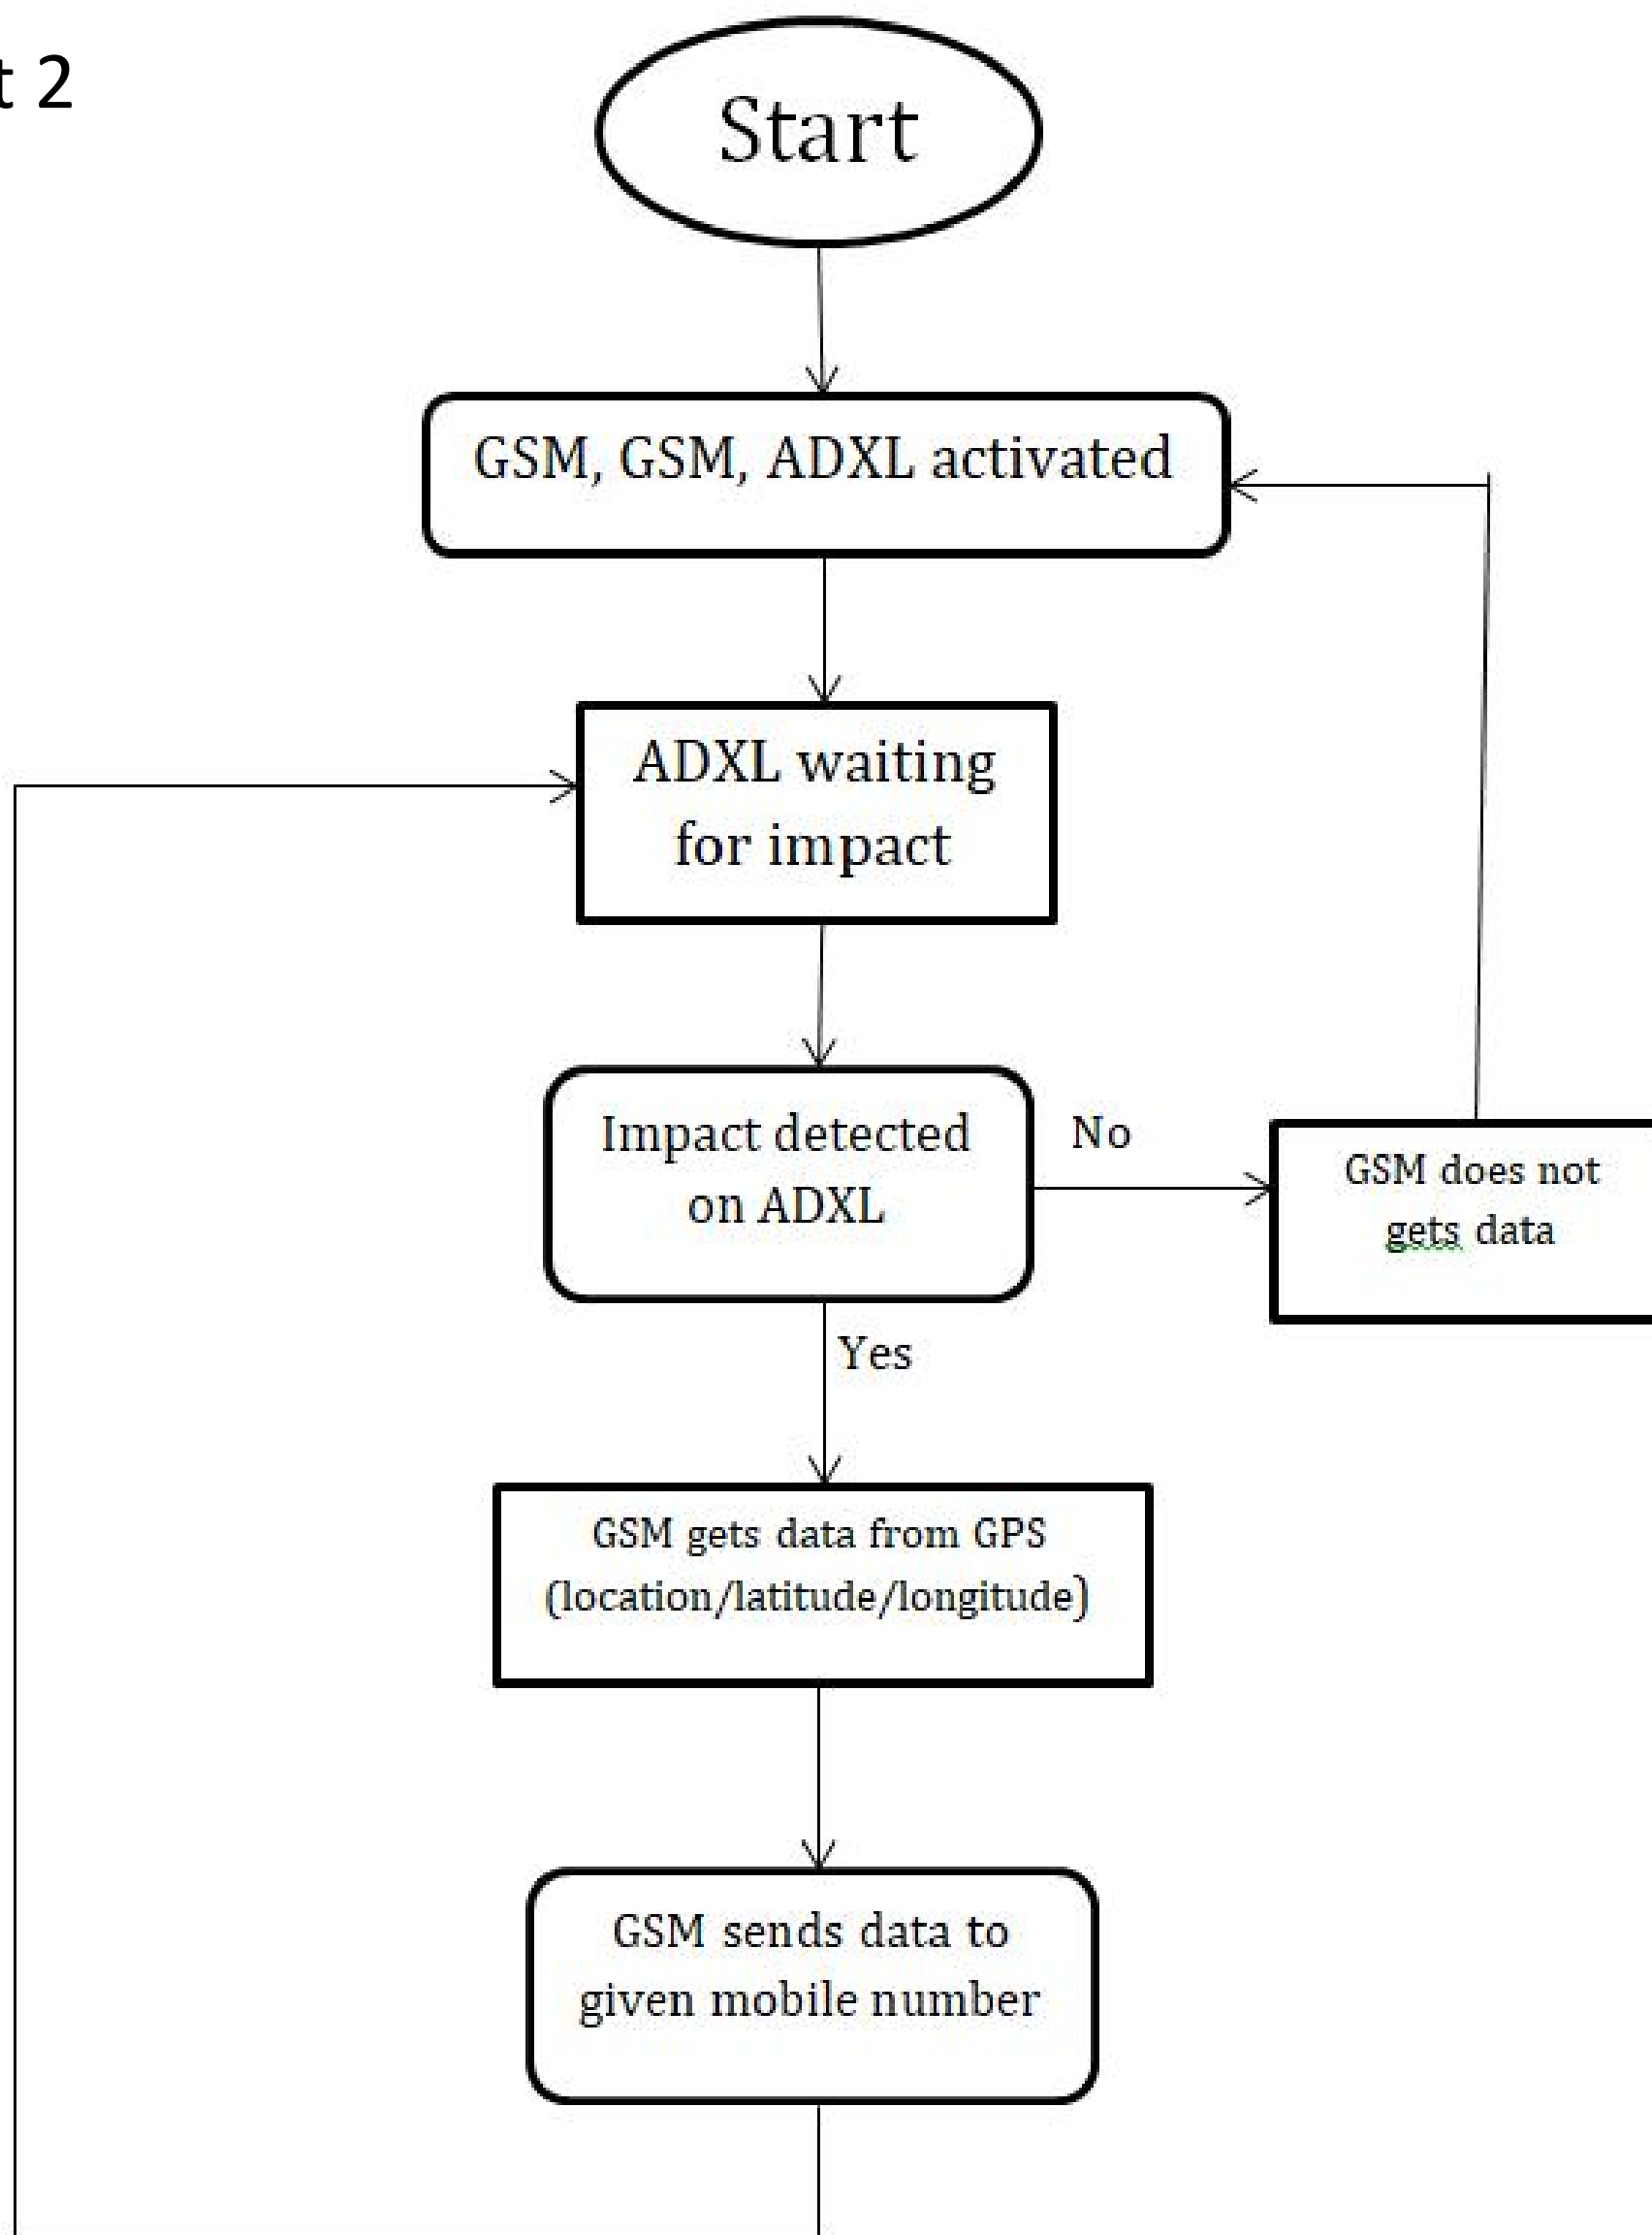 t 2
Start
GSM, GSM, ADXL activated
ADXL waiting
for impact
Impact detected
on ADXL
No
GSM does not
gets data
Yes
GSM gets data from GPS
(location/latitude/longitude)
GSM sends data to
given mobile number